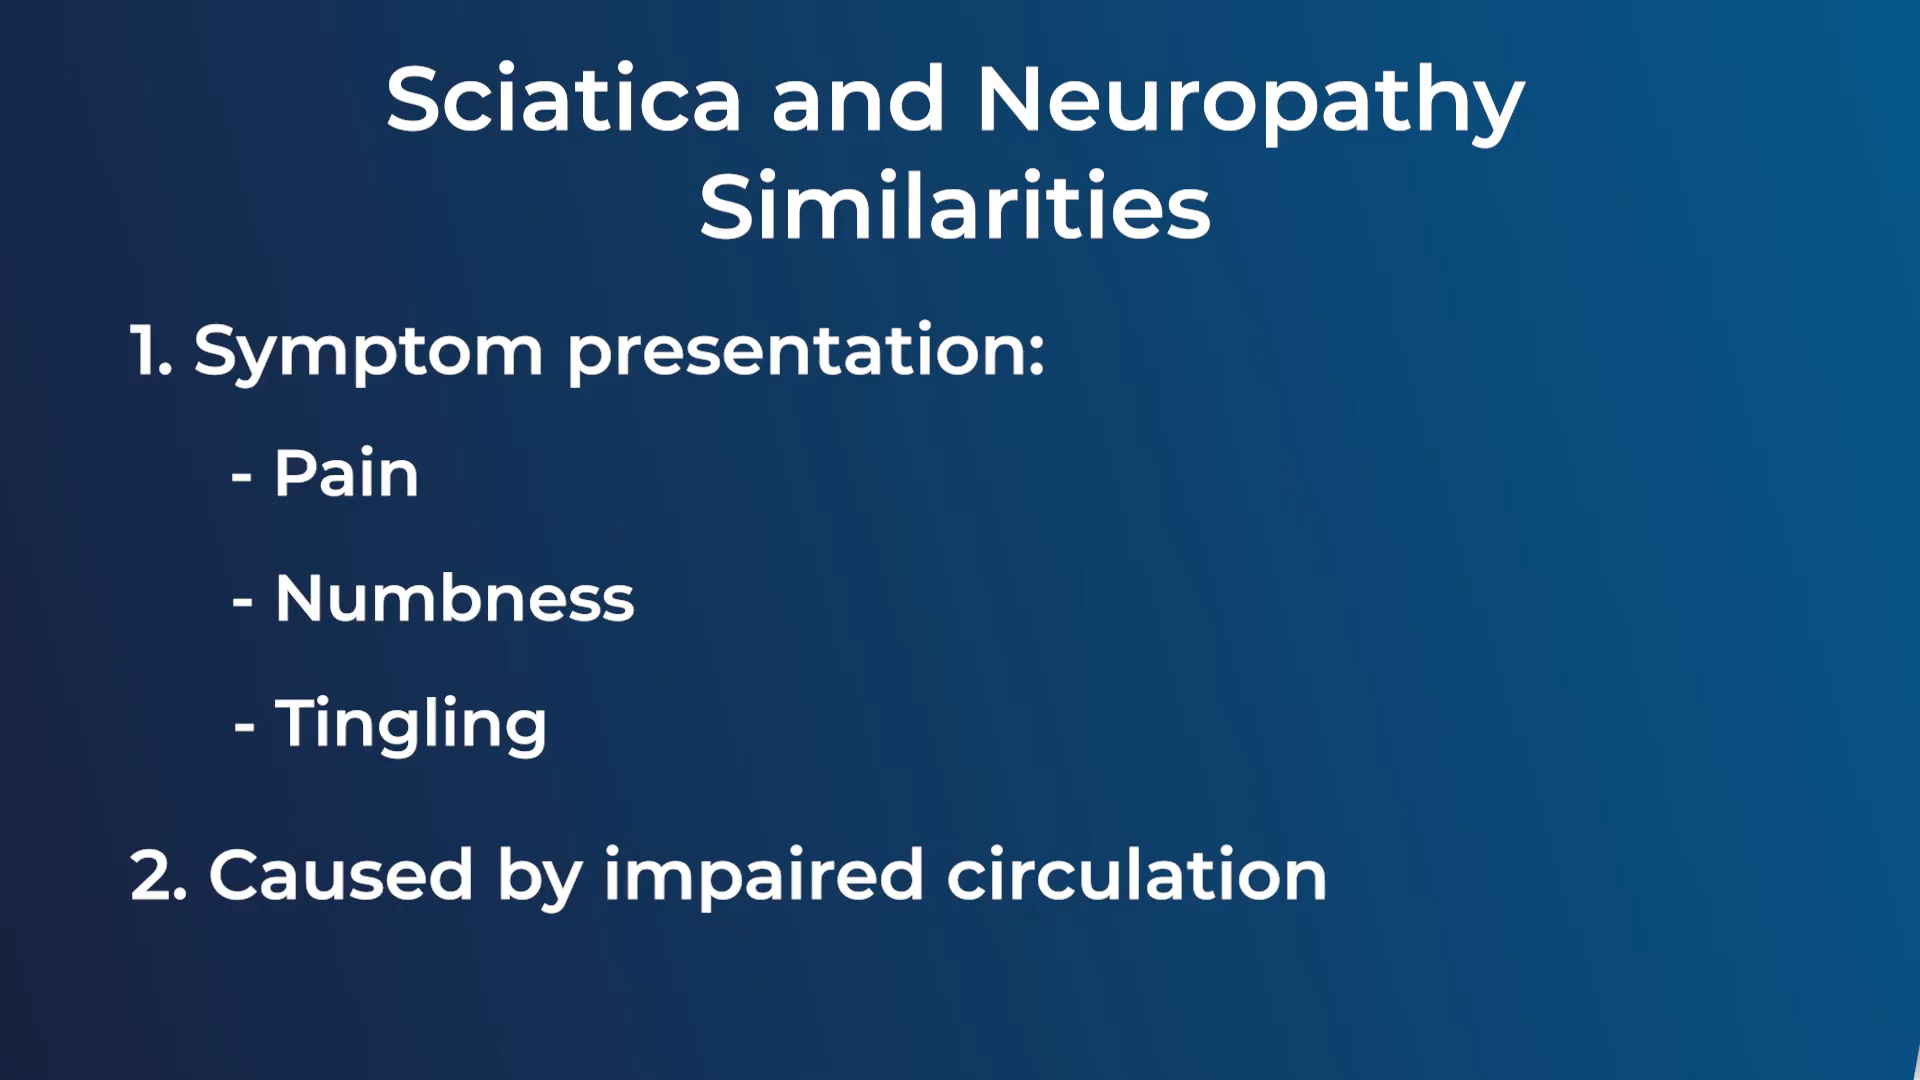 Sciatica and Neuropathy
Similarities
1. Symptom presentation:
- Pain
- Numbness
- Tingling
2. Caused by impaired circulation